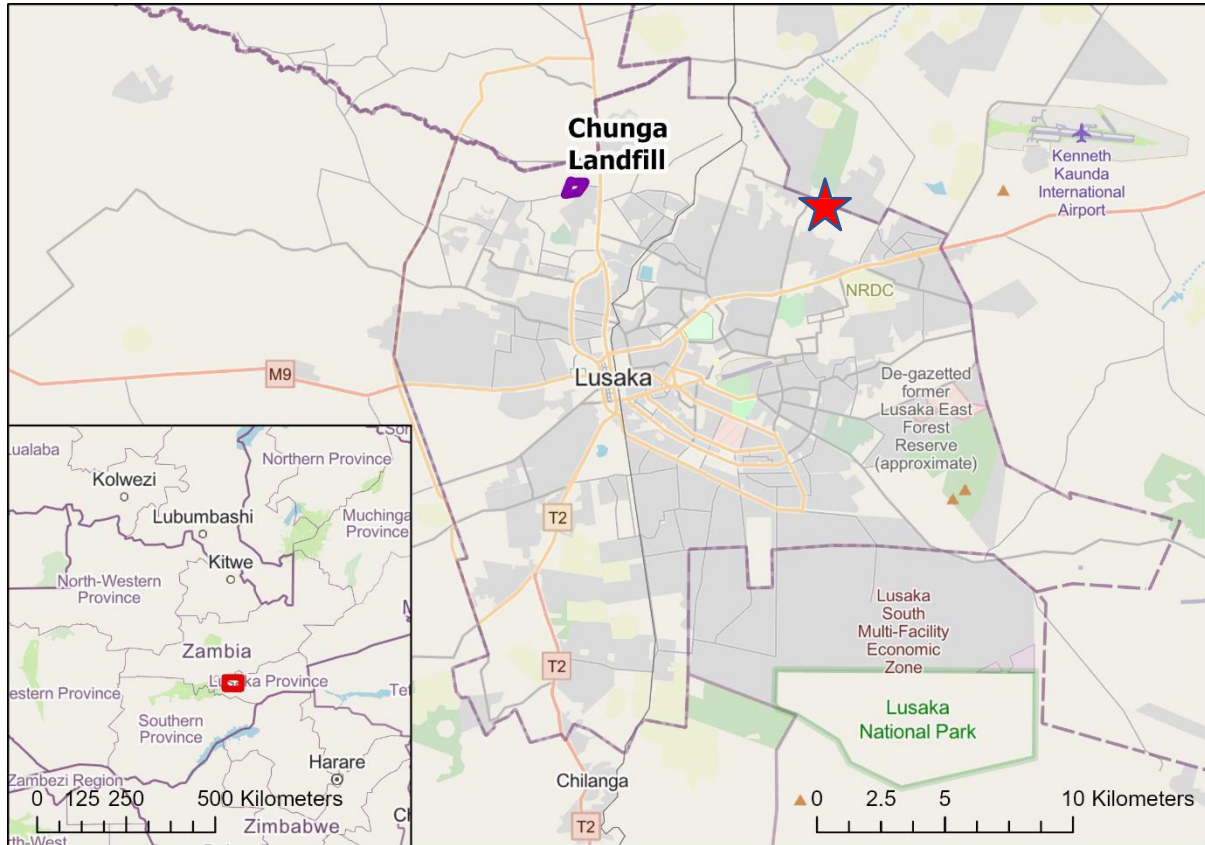 Chunga
Landfill
Kenneth
Kaunda
International
Airport
NRDC
Lusaka
M9
De-gazetted
former
Lusaka East
Forest
Reserve
(approximate)
T2
Lusaka
South
Multi-Facility
Economic
Zone
T2
Lusaka
National Park
Chilanga
T2
0 2.5 5 10 Kilometers
Lualaba
Kolwezi
Northern Province
Lubumbashi
Muchinga
Province
Kitwe
North-Western
Province
Zambia
Lusaka Province
estern Province
Southern
Province
Harare
Zambezi Region
0 125 250 500 Kilometers
Zimbabwe
th-West